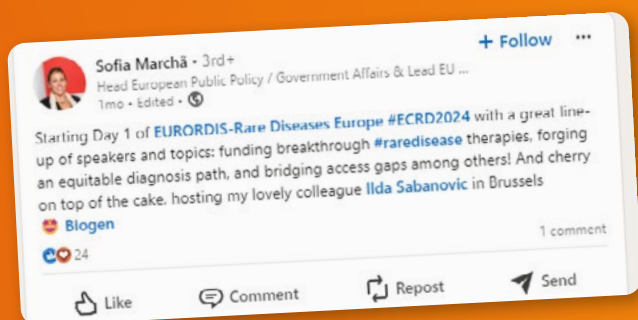 Sofia Marchã • 3rd+
+ Follow ...
Head European Public Policy / Government Affairs & Lead EU ...
1mo • Edited •
Starting Day 1 of EURORDIS-Rare Diseases Europe #ECRD2024 with a great line-
up of speakers and topics: funding breakthrough #raredisease therapies, forging
an equitable diagnosis path, and bridging access gaps among others! And cherry
on top of the cake, hosting my lovely colleague Ilda Sabanovic in Brussels
😍 Biogen
24
1 comment
Like Comment Repost Send